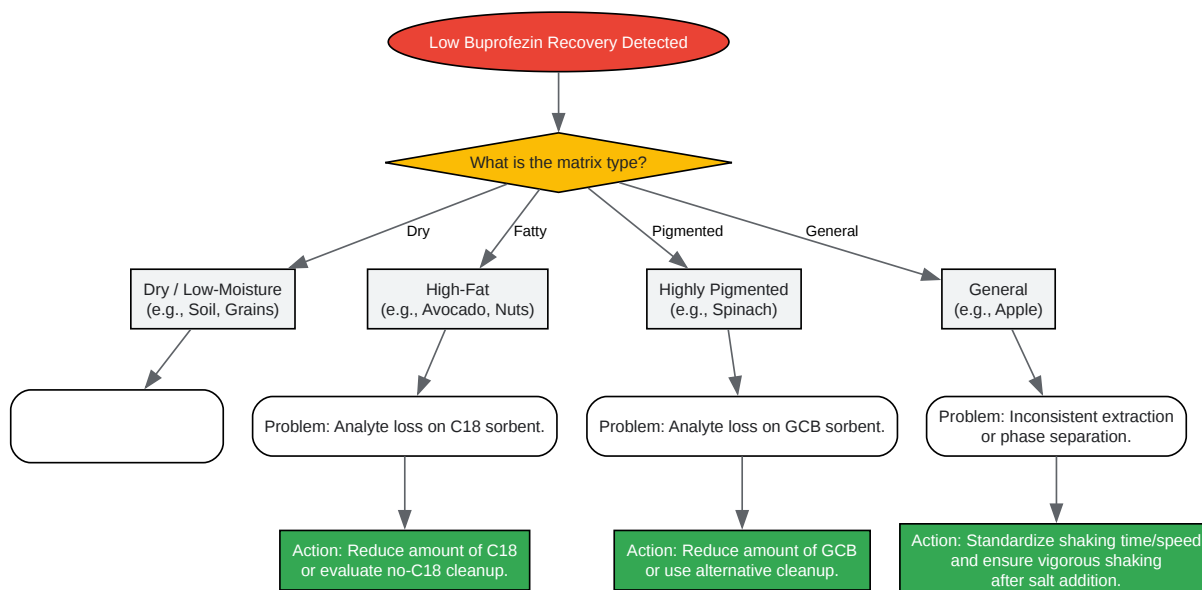 Low Buprofezin Recovery Detected
What is the matrix type?
Dry
Fatty
Pigmented
General
Dry / Low-Moisture
(e.g., Soil, Grains)
High-Fat
(e.g., Avocado, Nuts)
Highly Pigmented
(e.g., Spinach)
General
(e.g., Apple)
Problem: Analyte loss on C18 sorbent.
Problem: Analyte loss on GCB sorbent.
Problem: Inconsistent extraction
or phase separation.
Action: Reduce amount of C18
or evaluate no-C18 cleanup.
Action: Reduce amount of GCB
or use alternative cleanup.
Action: Standardize shaking time/speed
and ensure vigorous shaking
after salt addition.